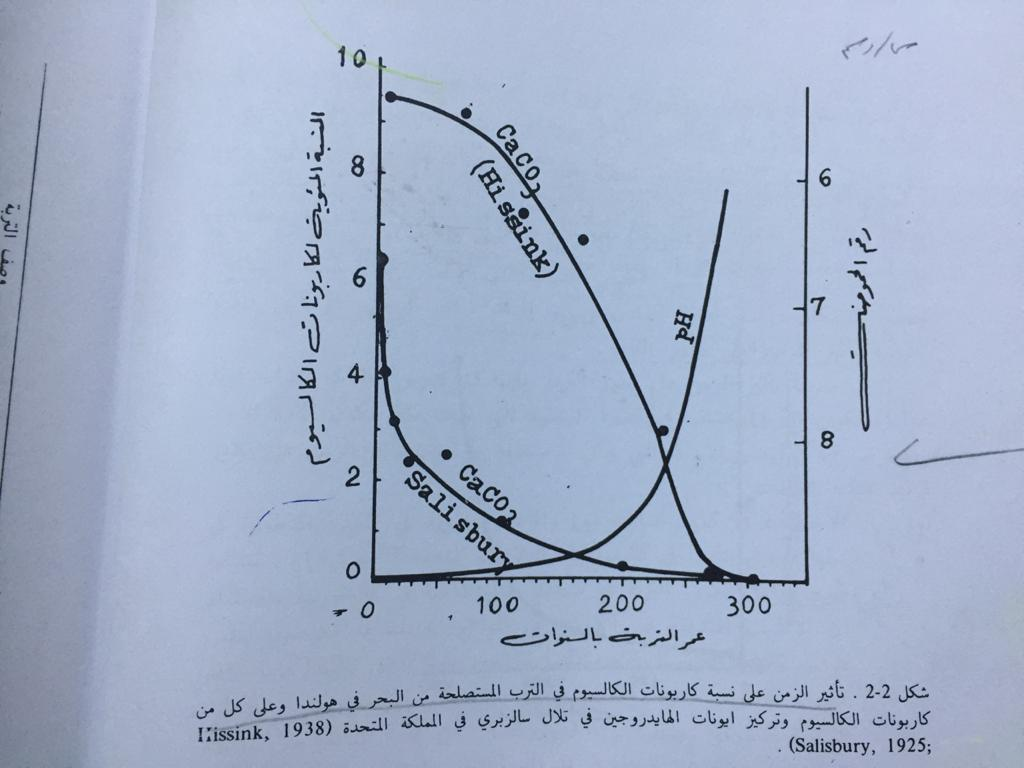 10
8
6
4
2
0
النسبة المئوية لكاربونات الكالسيوم
CaCO3
(Hissink)
CaCO3
Salisbury
pH
6
7
8
رقم الحموضة
0
100
200
300
عمر التربة بالسنوات
شكل 2-2 . تأثير الزمن على نسبة كاربونات الكالسيوم في الترب المستصلحة من البحر في هولندا وعلى كل من
كاربونات الكالسيوم وتركيز ايونات الهايدروجين في تلال سالزبري في المملكة المتحدة (Hissink, 1938
;Salisbury, 1925) .
وصف التربة